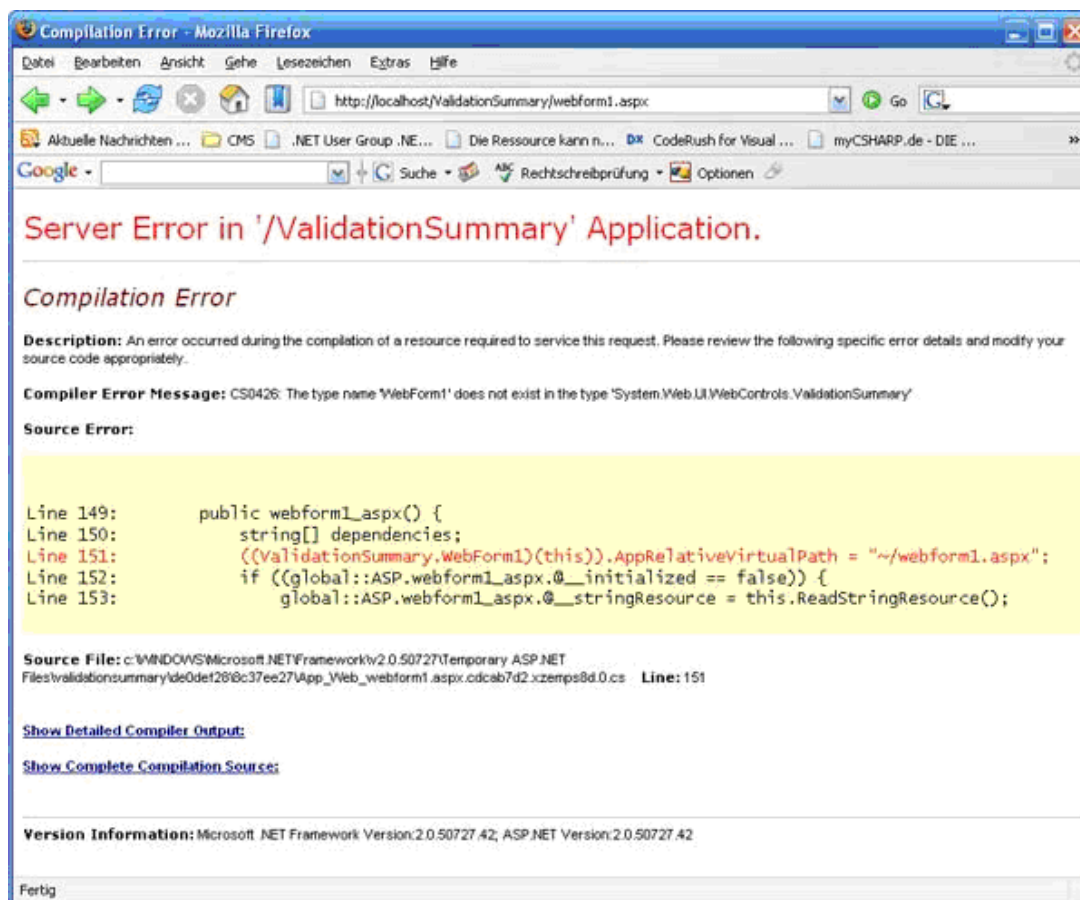 Compilation Error - Mozilla Firefox
Datei Bearbeiten Ansicht Gehe Lesezeichen Extras Hilfe
http://localhost/ValidationSummary/webform1.aspx Go G
Aktuelle Nachrichten ... CMS .NET User Group .NE... Die Ressource kann n... DX CodeRush for Visual ... myCSHARP.de - DIE ... »
Google G Suche ABC Rechtschreibprüfung Optionen
Server Error in '/ValidationSummary' Application.
Compilation Error
Description: An error occurred during the compilation of a resource required to service this request. Please review the following specific error details and modify your
source code appropriately.
Compiler Error Message: CS0426: The type name 'WebForm1' does not exist in the type 'System.Web.UI.WebControls.ValidationSummary'
Source Error:
Line 149: public webform1_aspx() {
Line 150: string[] dependencies;
Line 151: ((ValidationSummary.WebForm1)(this)).AppRelativeVirtualPath = "~/webform1.aspx";
Line 152: if ((global::ASP.webform1_aspx.@__initialized == false)) {
Line 153: global::ASP.webform1_aspx.@__stringResource = this.ReadStringResource();
Source File: c:\WINDOWS\Microsoft.NET\Framework\v2.0.50727\Temporary ASP.NET
Files\validationsummary\de0def28\8c37ee27\App_Web_webform1.aspx.cdcab7d2.xzemps8d.0.cs Line: 151
Show Detailed Compiler Output:
Show Complete Compilation Source:
Version Information: Microsoft .NET Framework Version:2.0.50727.42; ASP.NET Version:2.0.50727.42
Fertig